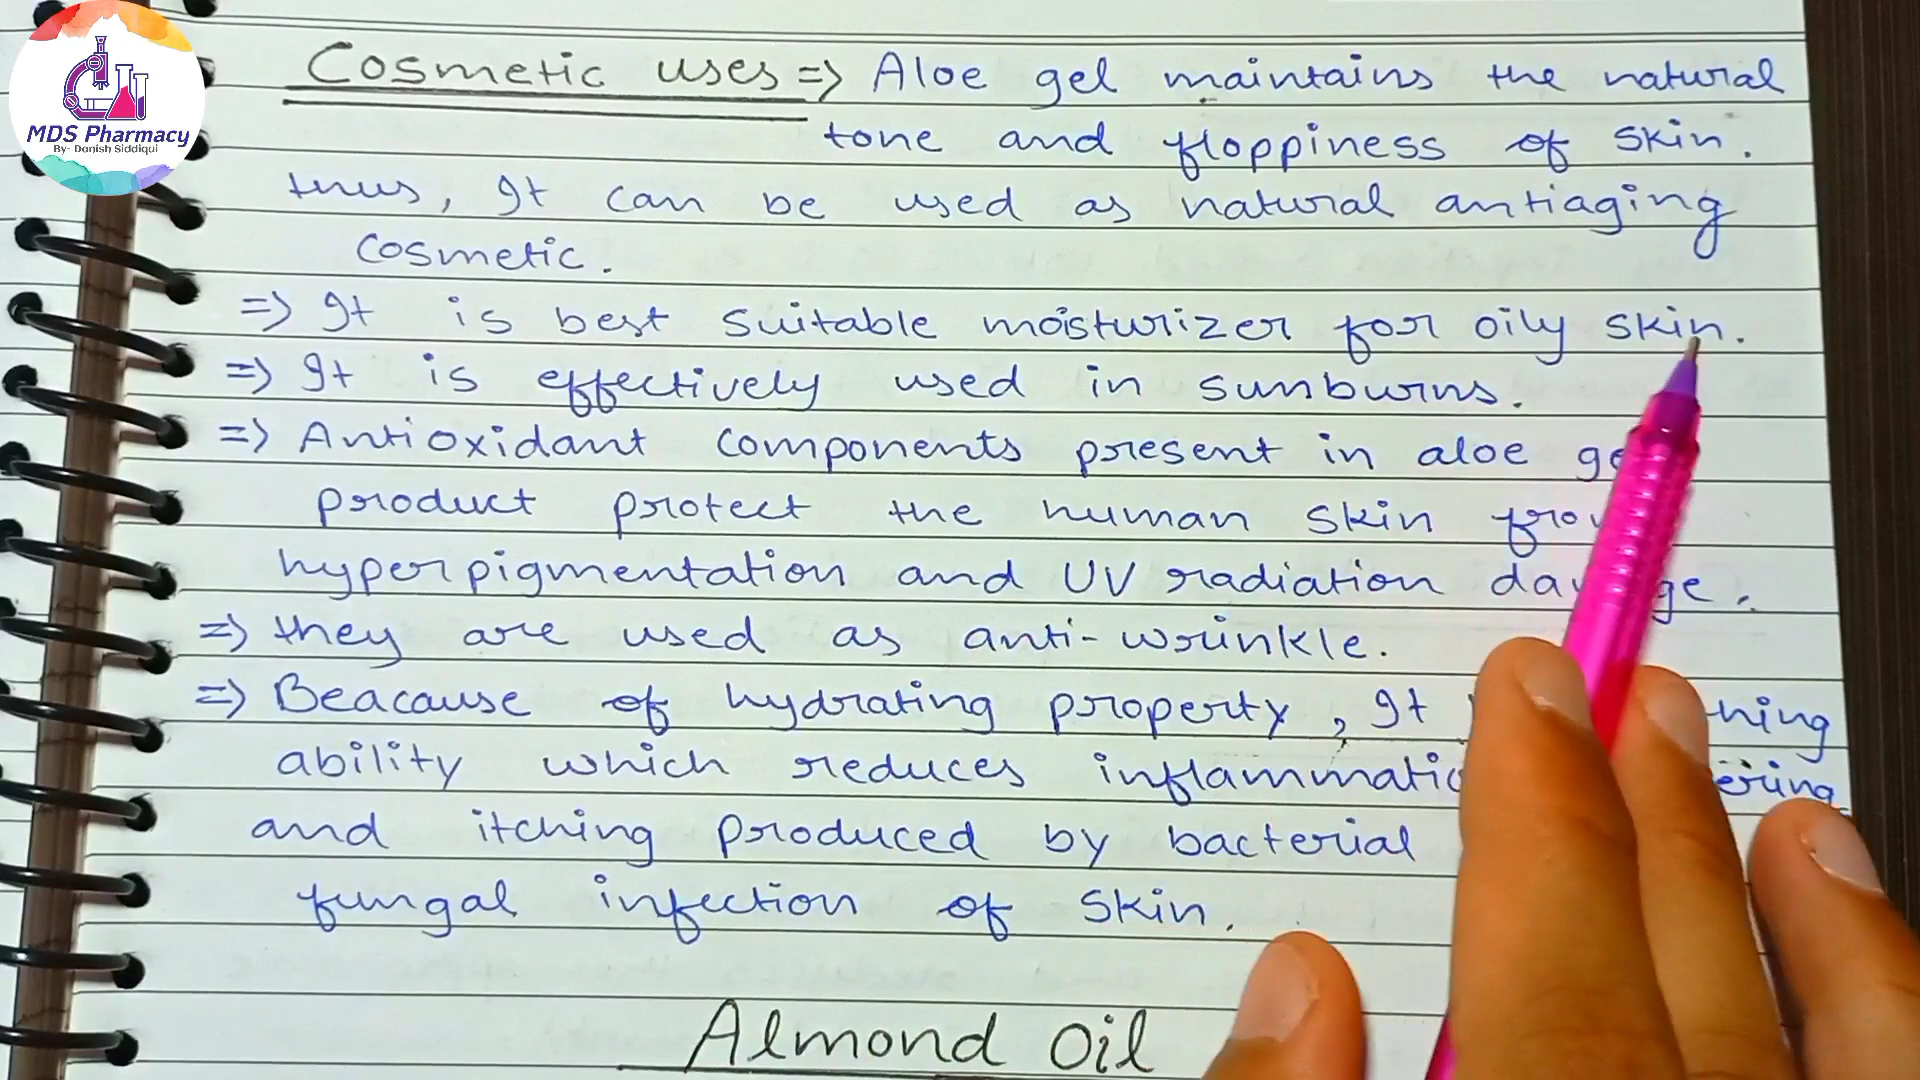 MDS Pharmacy
By- Danish Siddiqui
Cosmetic uses => Aloe gel maintains the natural
tone and floppiness of skin.
thus, It can be used as natural antiaging
cosmetic.
=> It is best suitable moisturizer for oily skin.
=> It is effectively used in sunburns.
=> Antioxidant components present in aloe
product protect the human skin
hyperpigmentation and UV radiation
=> they are used as anti-wrinkle.
=> Beacause of hydrating property, It
ability which reduces
and itching produced by bacterial
fungal infection of skin.
Almond Oil